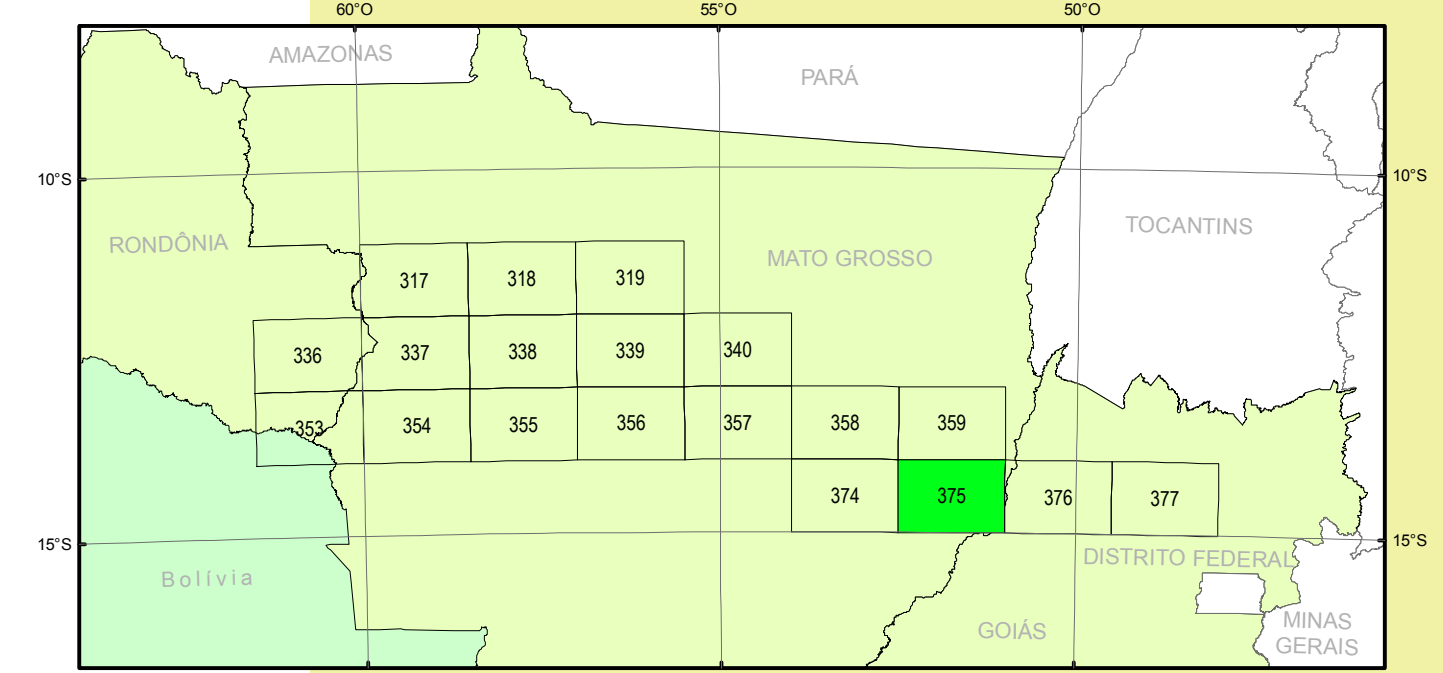 60°O 55°O 50°O
AMAZONAS
PARÁ
10°S 10°S
RONDÔNIA
TOCANTINS
MATO GROSSO
317 318 319
336 337 338 339 340
353 354 355 356 357 358 359
374 375 376 377
15°S 15°S
DISTRITO FEDERAL
Bolívia
GOIÁS
MINAS
GERAIS